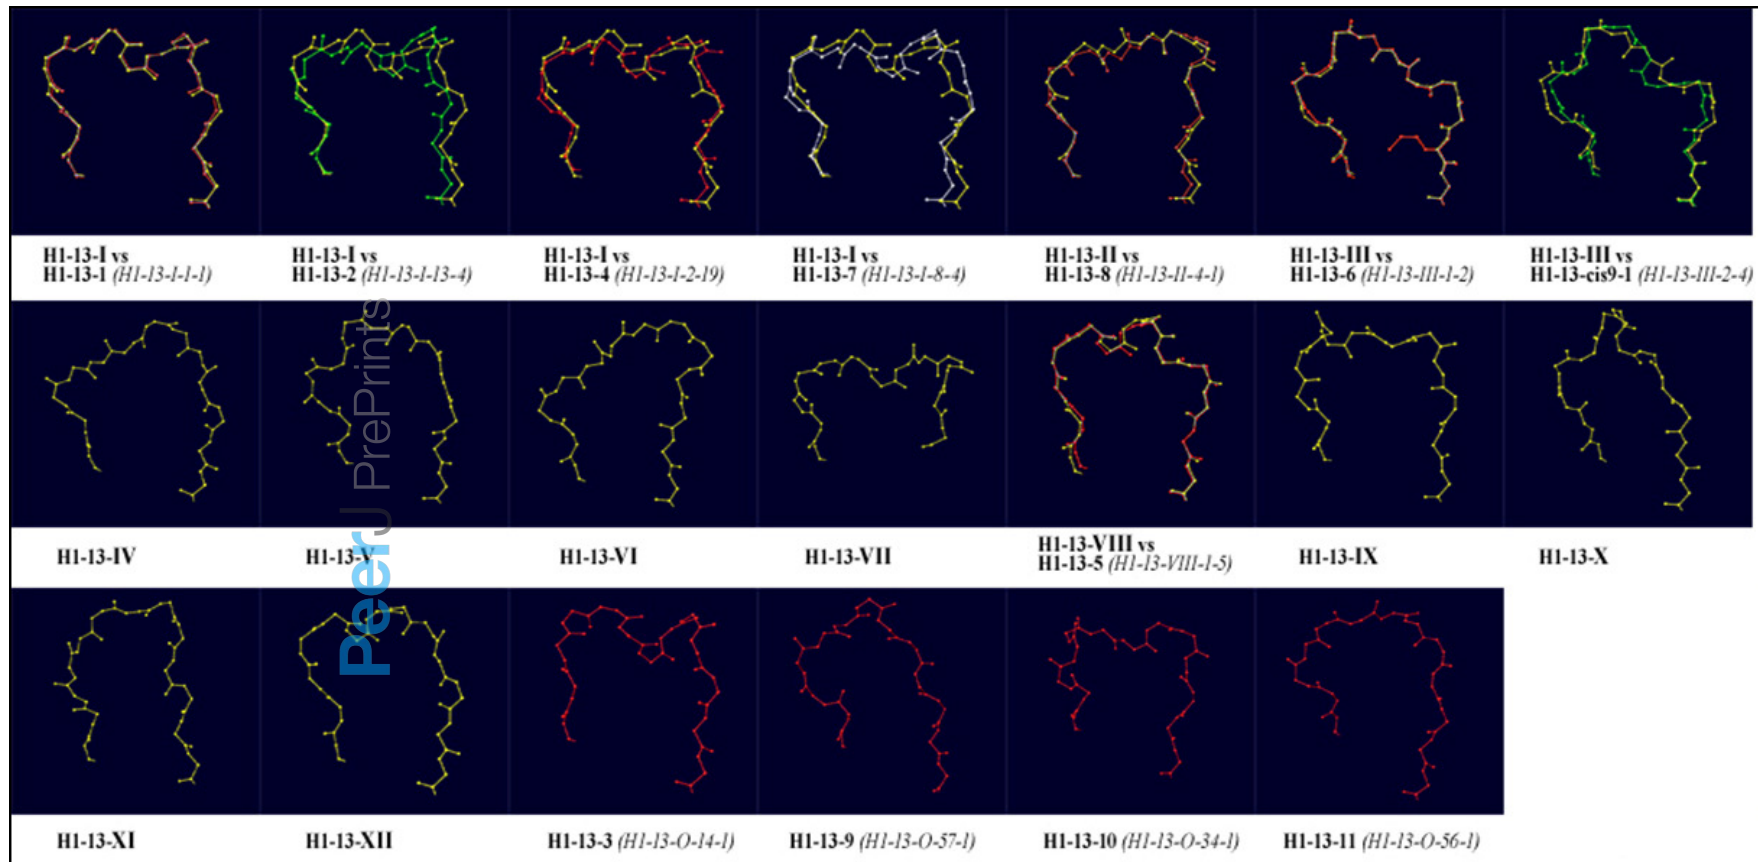 H1-13-I vs
H1-13-1 (H1-13-I-1-1)
H1-13-I vs
H1-13-2 (H1-13-I-13-4)
H1-13-I vs
H1-13-4 (H1-13-I-2-19)
H1-13-I vs
H1-13-7 (H1-13-I-8-4)
H1-13-II vs
H1-13-8 (H1-13-II-4-1)
H1-13-III vs
H1-13-6 (H1-13-III-1-2)
H1-13-III vs
H1-13-cis9-1 (H1-13-III-2-4)
H1-13-IV
H1-13-V
H1-13-VI
H1-13-VII
H1-13-VIII vs
H1-13-5 (H1-13-VIII-1-5)
H1-13-IX
H1-13-X
H1-13-XI
H1-13-XII
H1-13-3 (H1-13-O-14-1)
H1-13-9 (H1-13-O-57-1)
H1-13-10 (H1-13-O-34-1)
H1-13-11 (H1-13-O-56-1)
PeerJ PrePrints